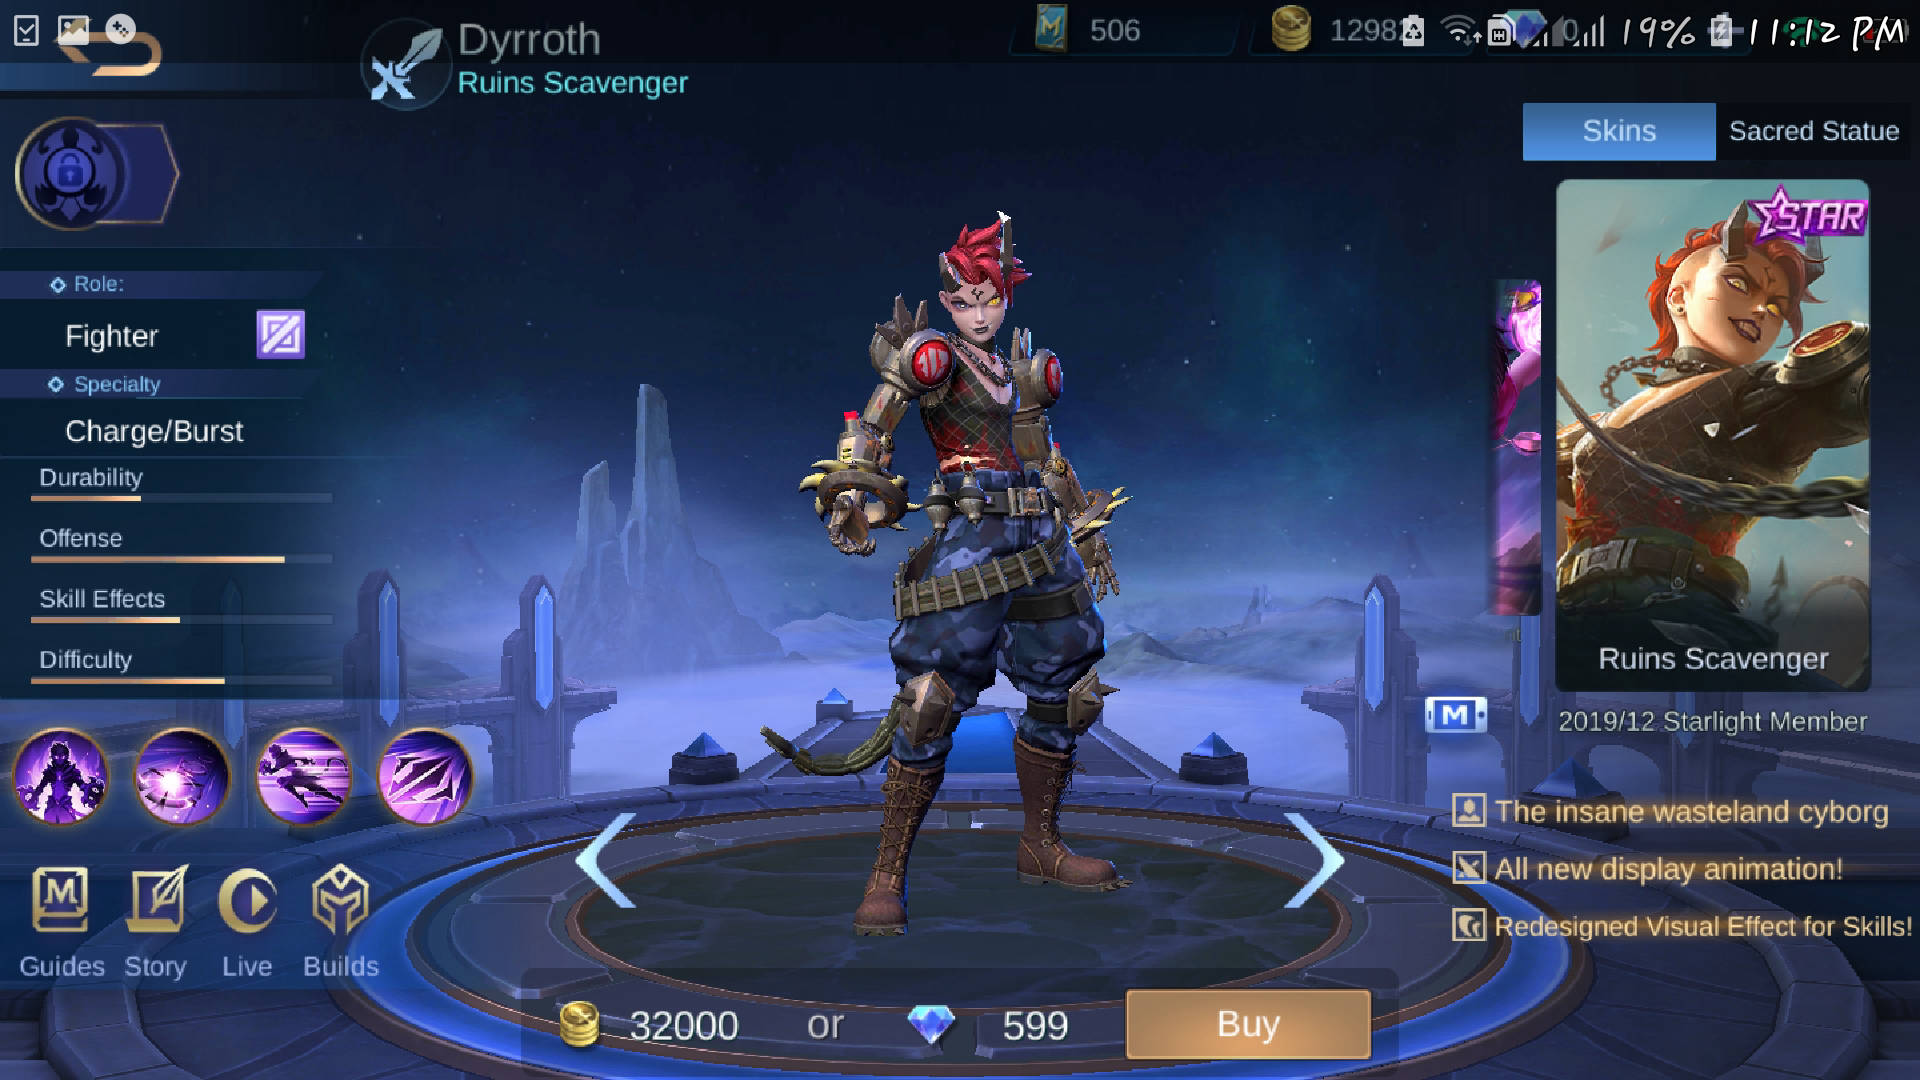 Dyrroth
Ruins Scavenger
506
12982
0
19%
11:12 PM
Skins
Sacred Statue
Role:
Fighter
Specialty
Charge/Burst
Durability
Offense
Skill Effects
Difficulty
STAR
Ruins Scavenger
M
2019/12 Starlight Member
The insane wasteland cyborg
All new display animation!
Redesigned Visual Effect for Skills!
Guides
Story
Live
Builds
32000
or
599
Buy